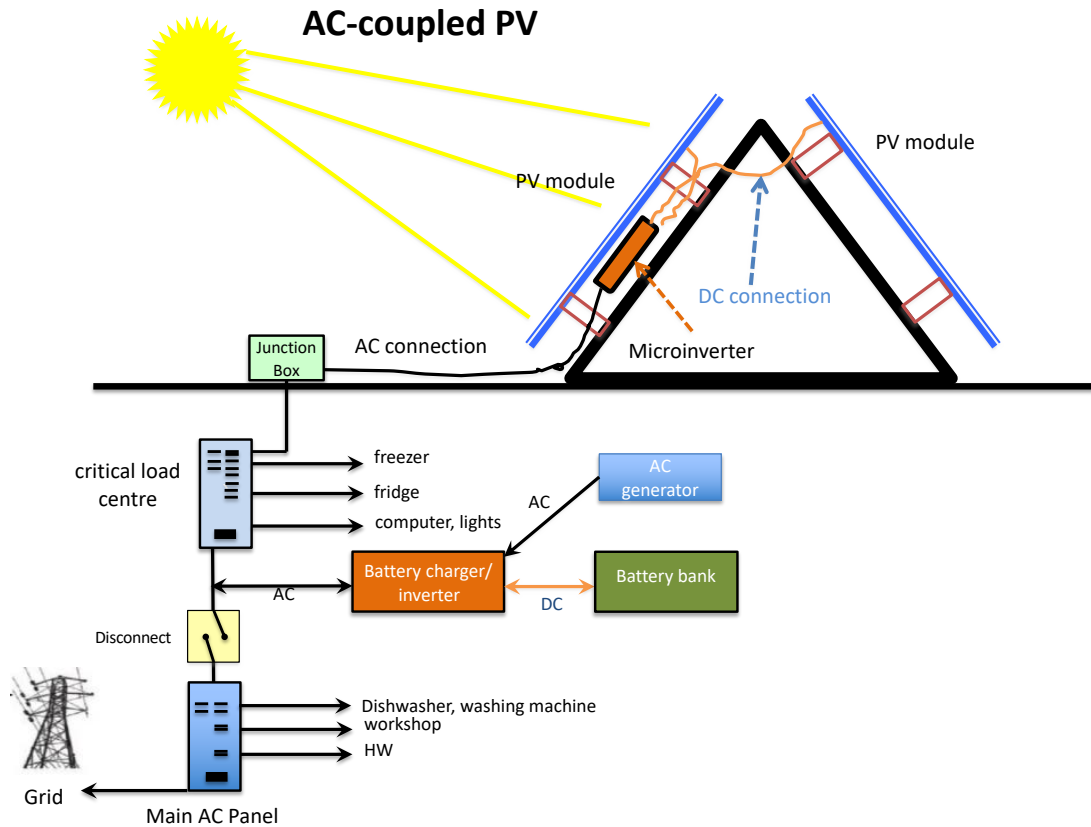 AC-coupled PV
PV module
PV module
DC connection
Microinverter
AC connection
Junction
Box
critical load
centre
freezer
fridge
computer, lights
AC
generator
AC
Battery charger/
inverter
AC
DC
Battery bank
Disconnect
Dishwasher, washing machine
workshop
HW
Grid
Main AC Panel